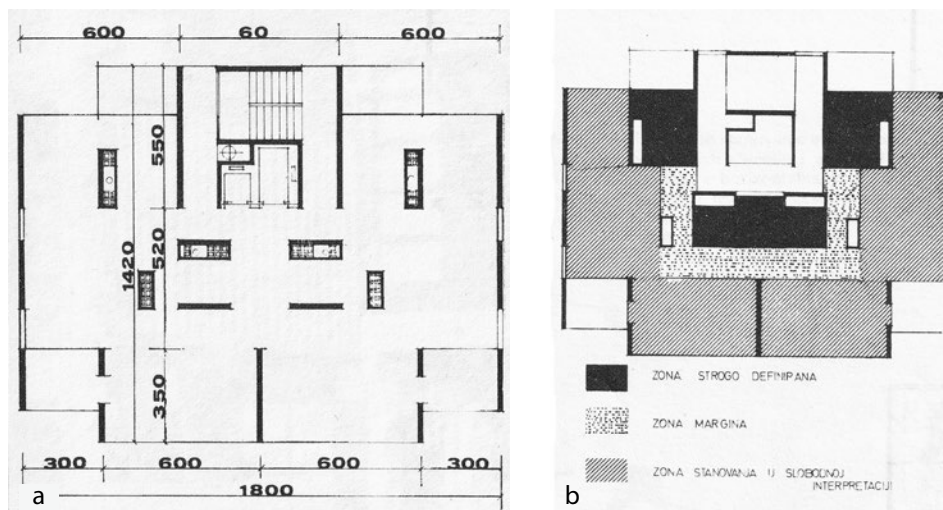 600 60 600
550
1420
520
350
300 600 600 300
1800
a
ZONA STROGO DEFINIPANA
ZONA MARGINA
ZONA STANOVANJA U SLOBODNOJ
INTERPRETACIJI
b